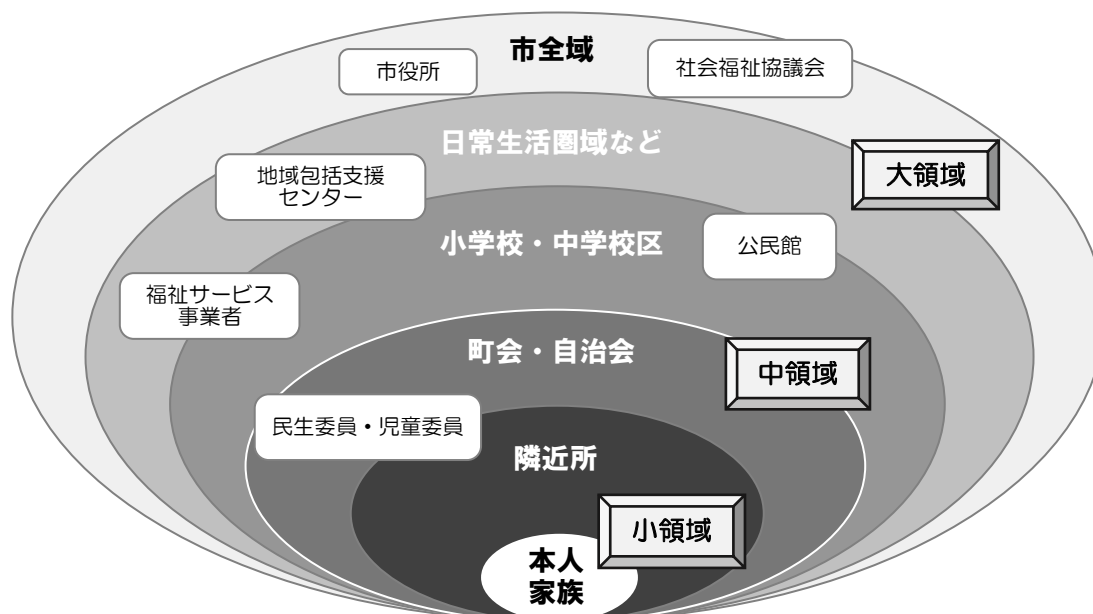 市全域
市役所
社会福祉協議会
日常生活圏域など
大領域
地域包括支援
センター
小学校・中学校区
公民館
福祉サービス
事業者
町会・自治会
中領域
民生委員・児童委員
隣近所
小領域
本人
家族